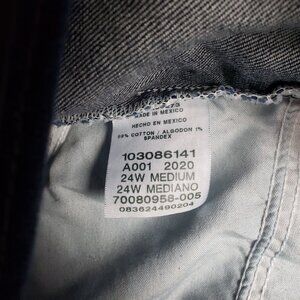 MADE IN MEXICO
HECHO EN MEXICO
99% COTTON / ALGODON 1%
SPANDEX
103086141
A001 2020
24W MEDIUM
24W MEDIANO
70080958-005
083624490204